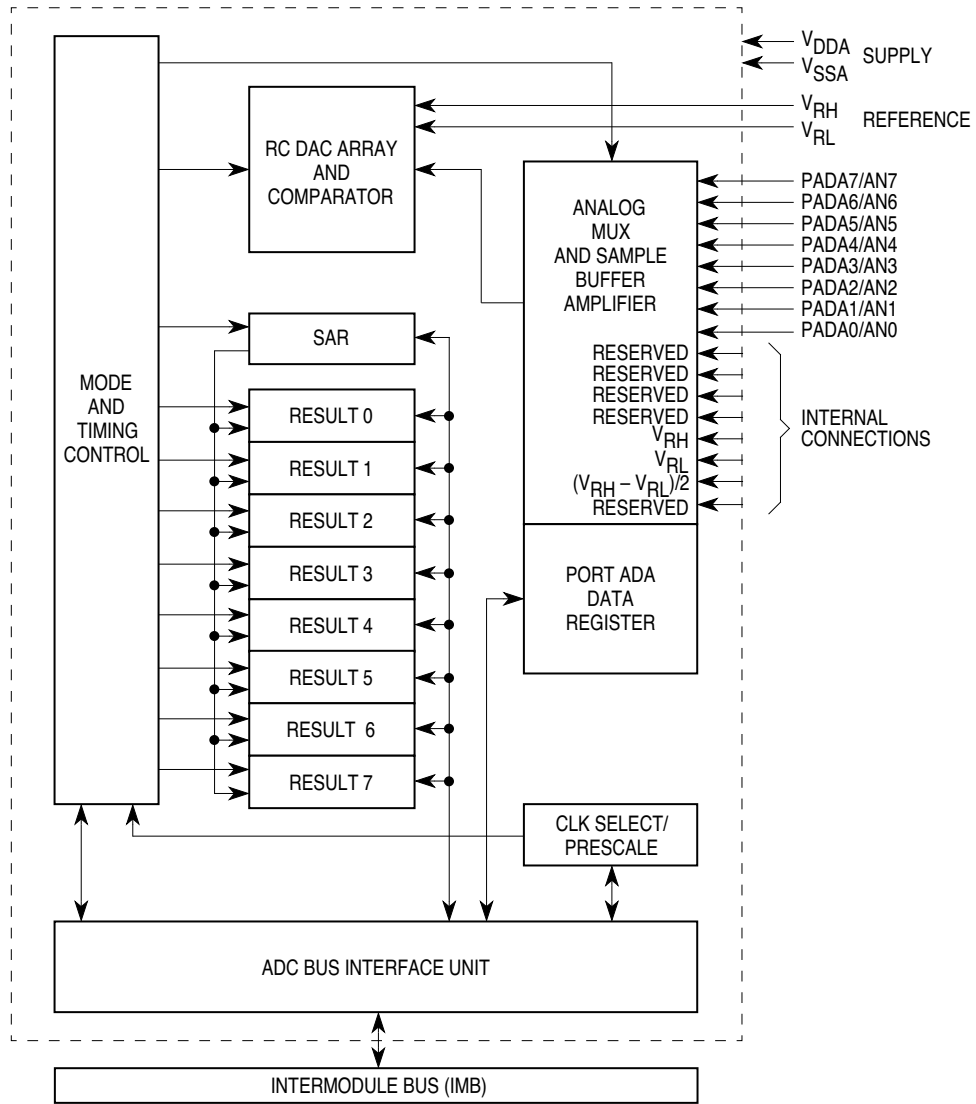 V_DDA
V_SSA
SUPPLY
V_RH
V_RL
REFERENCE
RC DAC ARRAY
AND
COMPARATOR
ANALOG
MUX
AND SAMPLE
BUFFER
AMPLIFIER
PADA7/AN7
PADA6/AN6
PADA5/AN5
PADA4/AN4
PADA3/AN3
PADA2/AN2
PADA1/AN1
PADA0/AN0
RESERVED
RESERVED
RESERVED
RESERVED
V_RH
V_RL
(V_RH – V_RL)/2
RESERVED
INTERNAL
CONNECTIONS
MODE
AND
TIMING
CONTROL
SAR
RESULT 0
RESULT 1
RESULT 2
RESULT 3
RESULT 4
RESULT 5
RESULT 6
RESULT 7
PORT ADA
DATA
REGISTER
CLK SELECT/
PRESCALE
ADC BUS INTERFACE UNIT
INTERMODULE BUS (IMB)